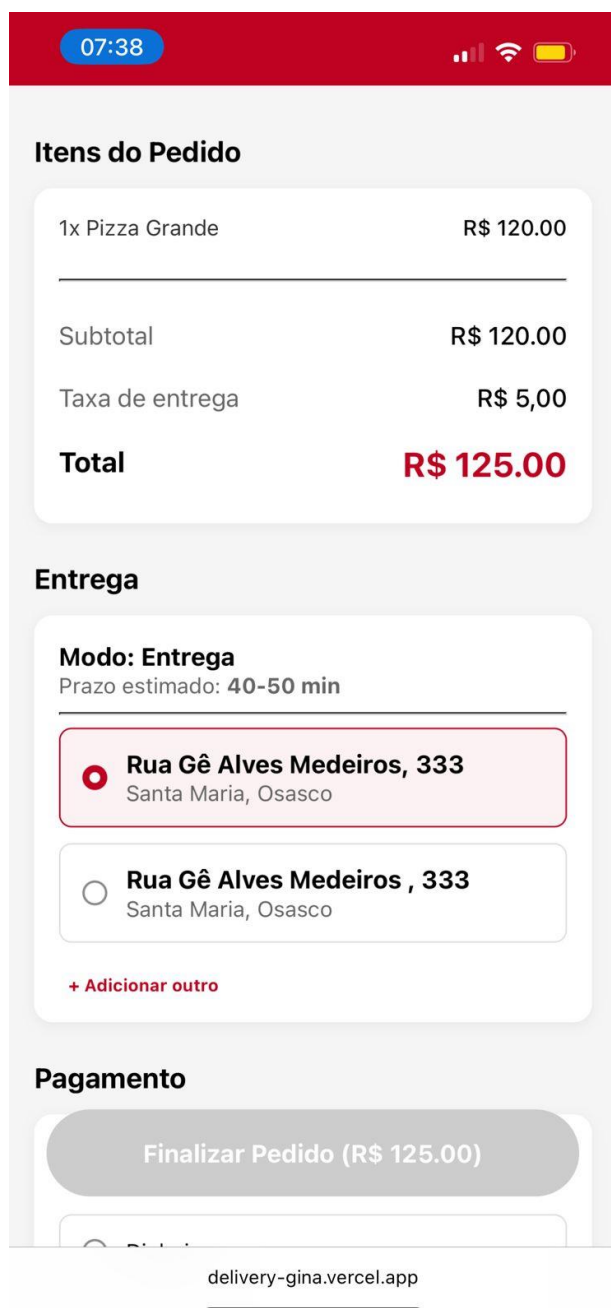 07:38
Itens do Pedido
1x Pizza Grande R$ 120.00
Subtotal R$ 120.00
Taxa de entrega R$ 5,00
Total R$ 125.00
Entrega
Modo: Entrega
Prazo estimado: 40-50 min
Rua Gê Alves Medeiros, 333
Santa Maria, Osasco
Rua Gê Alves Medeiros , 333
Santa Maria, Osasco
+ Adicionar outro
Pagamento
Finalizar Pedido (R$ 125.00)
delivery-gina.vercel.app